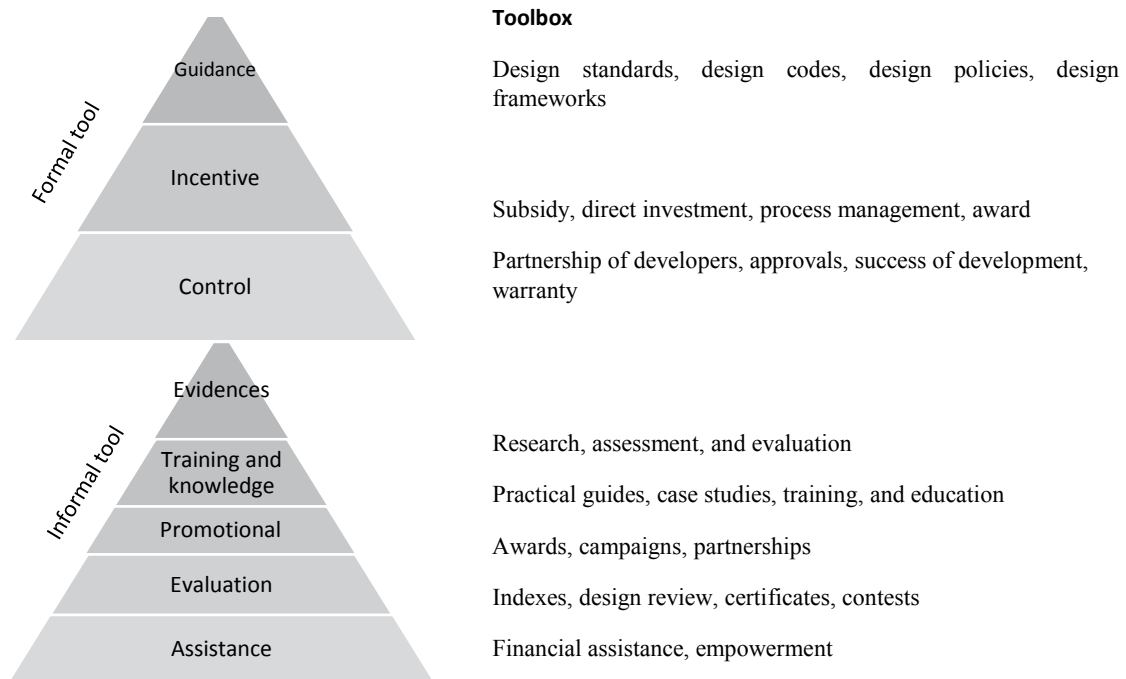 Toolbox
Formal tool
Guidance
Design standards, design codes, design policies, design
frameworks
Incentive
Subsidy, direct investment, process management, award
Control
Partnership of developers, approvals, success of development,
warranty
Informal tool
Evidences
Research, assessment, and evaluation
Training and
knowledge
Practical guides, case studies, training, and education
Promotional
Awards, campaigns, partnerships
Evaluation
Indexes, design review, certificates, contests
Assistance
Financial assistance, empowerment